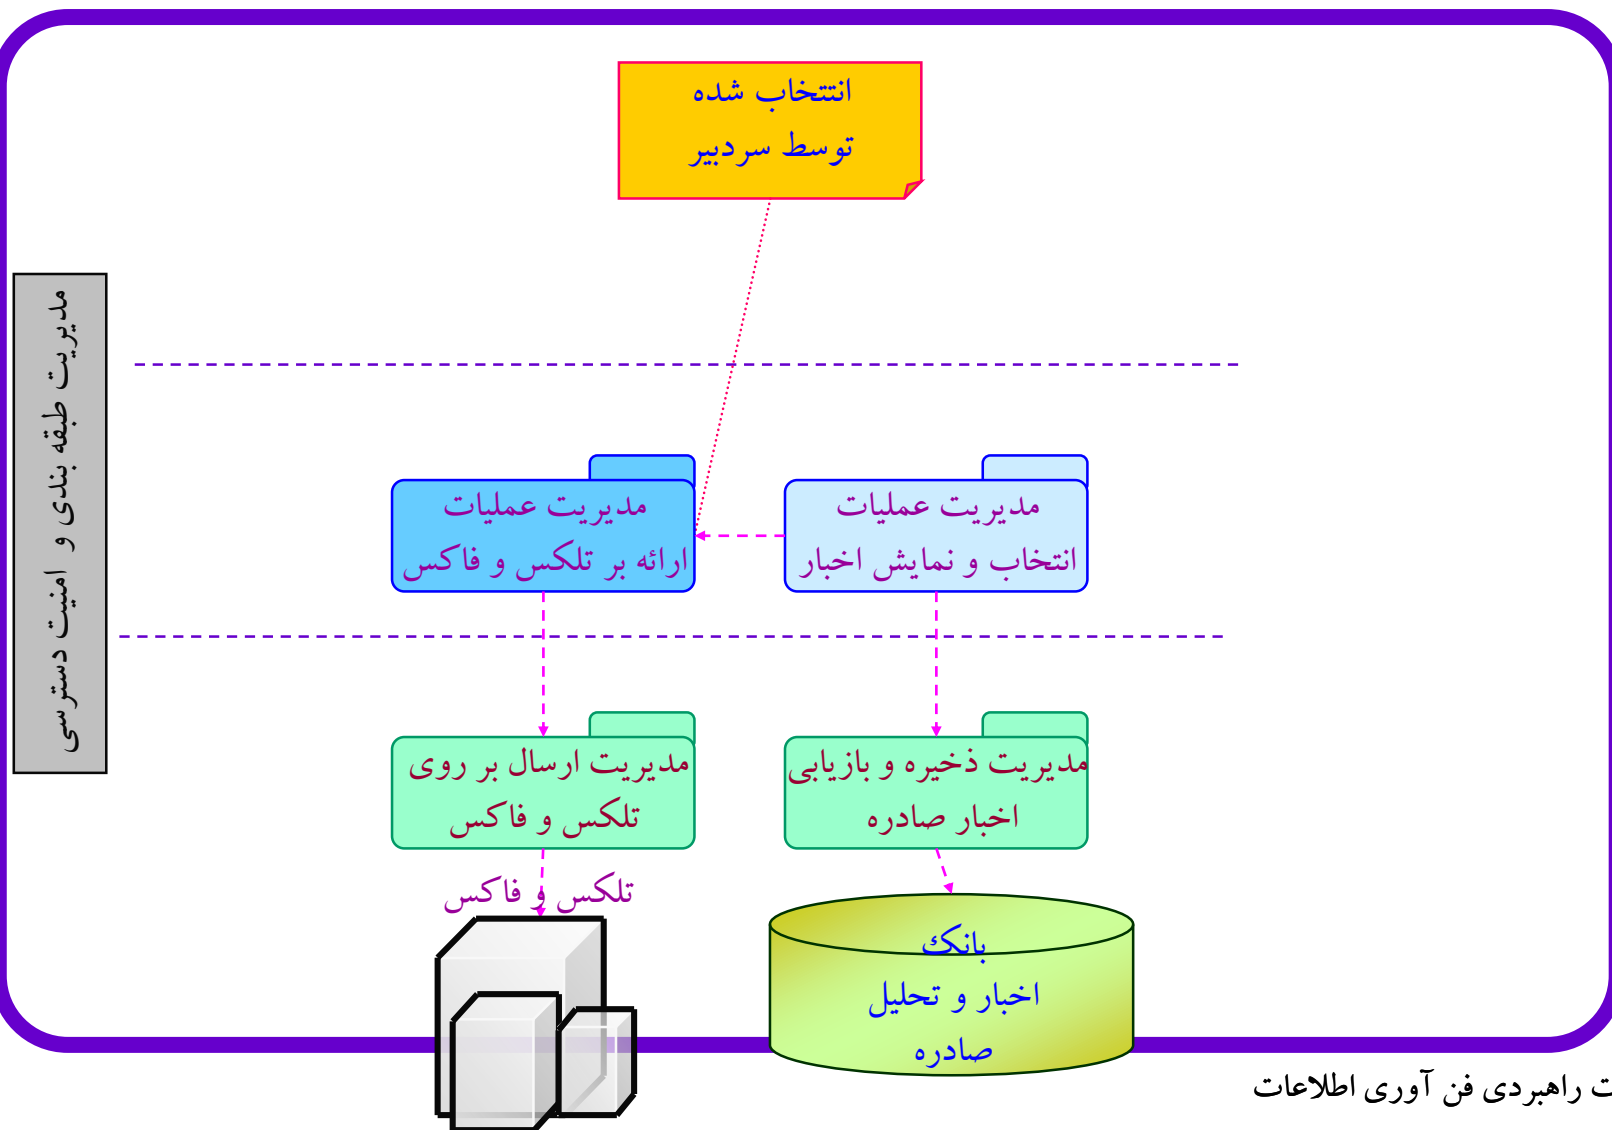 انتتخاب شده
توسط سردبیر
مدیریت طبقه بندی و امنیت دسترسی
مدیریت عملیات
انتخاب و نمایش اخبار
مدیریت عملیات
ارائه بر تلکس و فاکس
مدیریت ذخیره و بازیابی
اخبار صادره
مدیریت ارسال بر روی
تلکس و فاکس
تلکس و فاکس
بانک
اخبار و تحلیل
صادره
راهبردی فن آوری اطلاعات